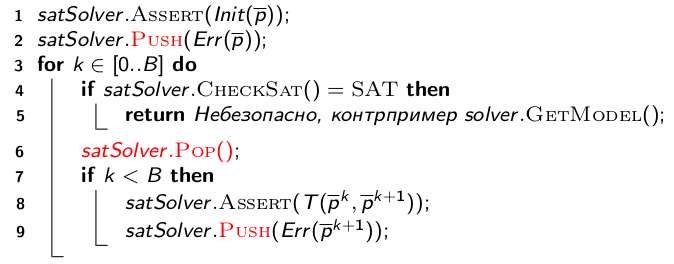 1 satSolver.Assert(Init(p̅));
2 satSolver.Push(Err(p̅));
3 for k ∈ [0..B] do
4 if satSolver.CheckSat() = SAT then
5 return Небезопасно, контрпример solver.GetModel();
6 satSolver.Pop();
7 if k < B then
8 satSolver.Assert(T(p̅ᵏ, p̅ᵏ⁺¹));
9 satSolver.Push(Err(p̅ᵏ⁺¹));